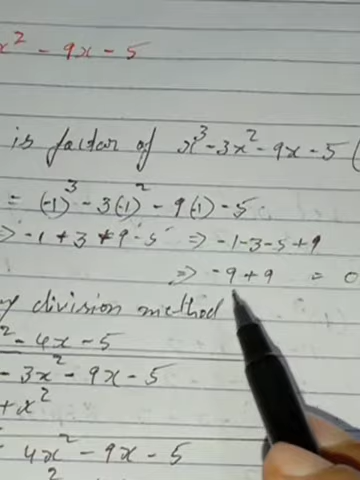 x² - 9x - 5
is factor of x³ - 3x² - 9x - 5 (
= (-1)³ - 3(-1)² - 9(-1) - 5
⇒ -1 + 3 + 9 - 5 ⇒ -1 - 3 - 5 + 9
⇒ -9 + 9 = 0
division method
² - 4x - 5
- 3x² - 9x - 5
+ x²
4x² - 9x - 5